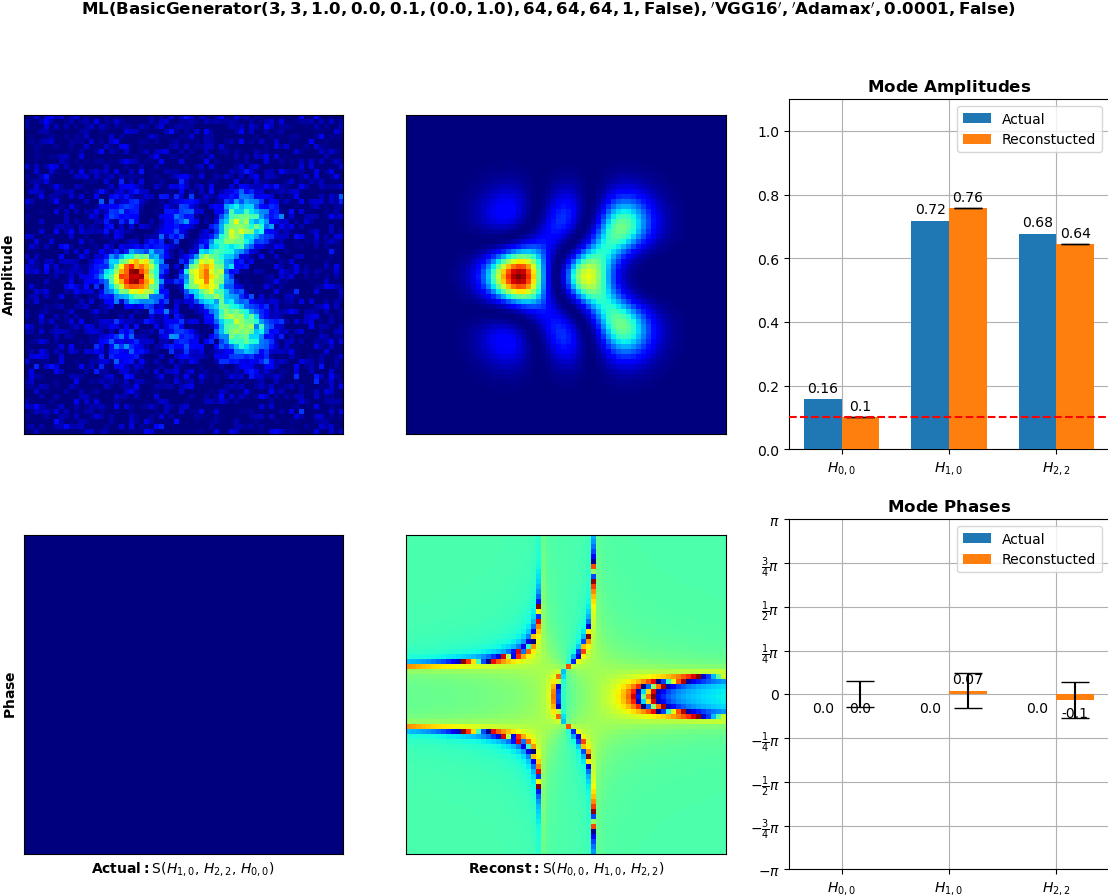 ML(BasicGenerator(3, 3, 1.0, 0.0, 0.1, (0.0, 1.0), 64, 64, 64, 1, False), 'VGG16', 'Adamax', 0.0001, False)
Amplitude
Mode Amplitudes
Actual
Reconstucted
1.0
0.8
0.6
0.4
0.2
0.0
0.16
0.1
0.72
0.76
0.68
0.64
H0,0
H1,0
H2,2
Phase
Actual: S(H1,0, H2,2, H0,0)
Reconst: S(H0,0, H1,0, H2,2)
Mode Phases
Actual
Reconstucted
π
3/4π
1/2π
1/4π
0
−1/4π
−1/2π
−3/4π
−π
0.0
0.0
0.0
0.07
0.0
-0.1
H0,0
H1,0
H2,2